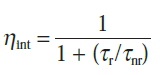 η_int = 1 / (1 + (τ_r/τ_nr))